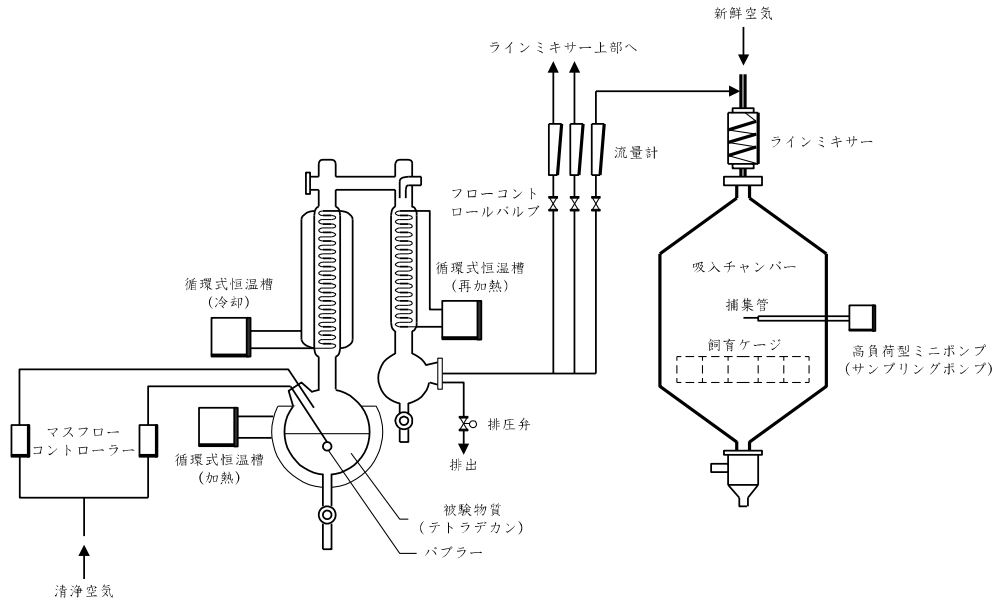 新鮮空気
ラインミキサー上部へ
ラインミキサー
流量計
フローコント
ロールバルブ
吸入チャンバー
循環式恒温槽
(再加熱)
循環式恒温槽
(冷却)
捕集管
飼育ケージ
高負荷型ミニポンプ
(サンプリングポンプ)
マスフロー
コントローラー
排圧弁
循環式恒温槽
(加熱)
排出
被験物質
(テトラデカン)
バブラー
清浄空気